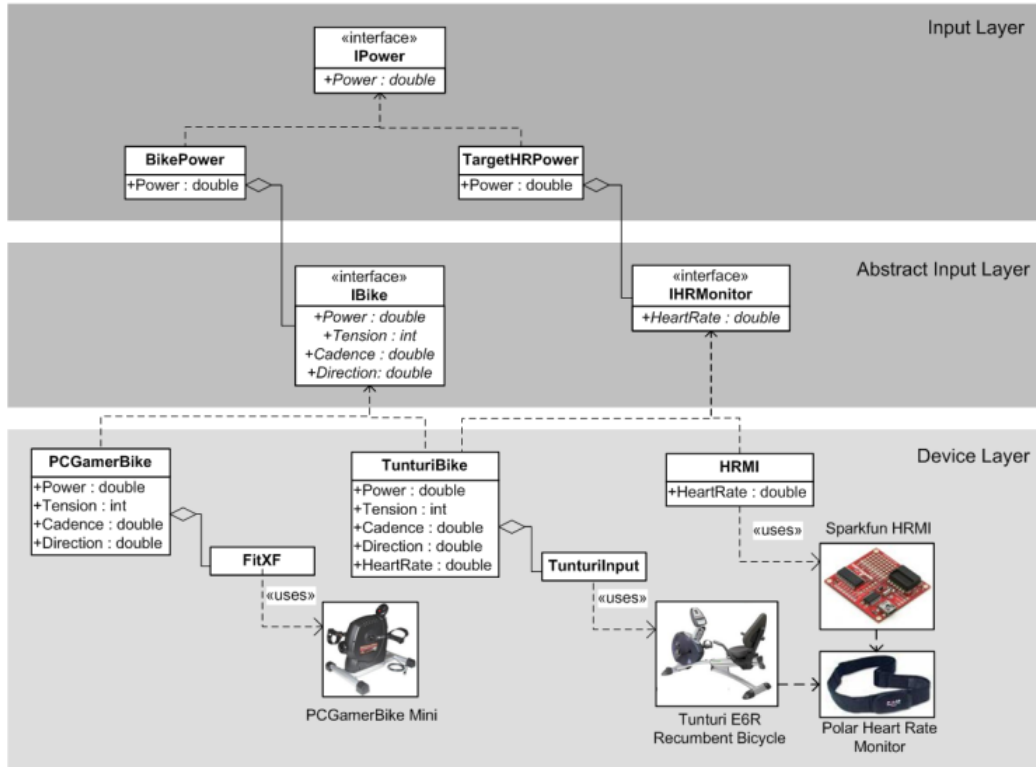 Input Layer
«interface»
IPower
+Power : double
BikePower
+Power : double
TargetHRPower
+Power : double
Abstract Input Layer
«interface»
IBike
+Power : double
+Tension : int
+Cadence : double
+Direction: double
«interface»
IHRMonitor
+HeartRate : double
Device Layer
PCGamerBike
+Power : double
+Tension : int
+Cadence : double
+Direction : double
TunturiBike
+Power : double
+Tension : int
+Cadence : double
+Direction : double
+HeartRate : double
HRMI
+HeartRate : double
«uses»
Sparkfun HRMI
FitXF
«uses»
TunturiInput
«uses»
PCGamerBike Mini
Tunturi E6R
Recumbent Bicycle
Polar Heart Rate
Monitor